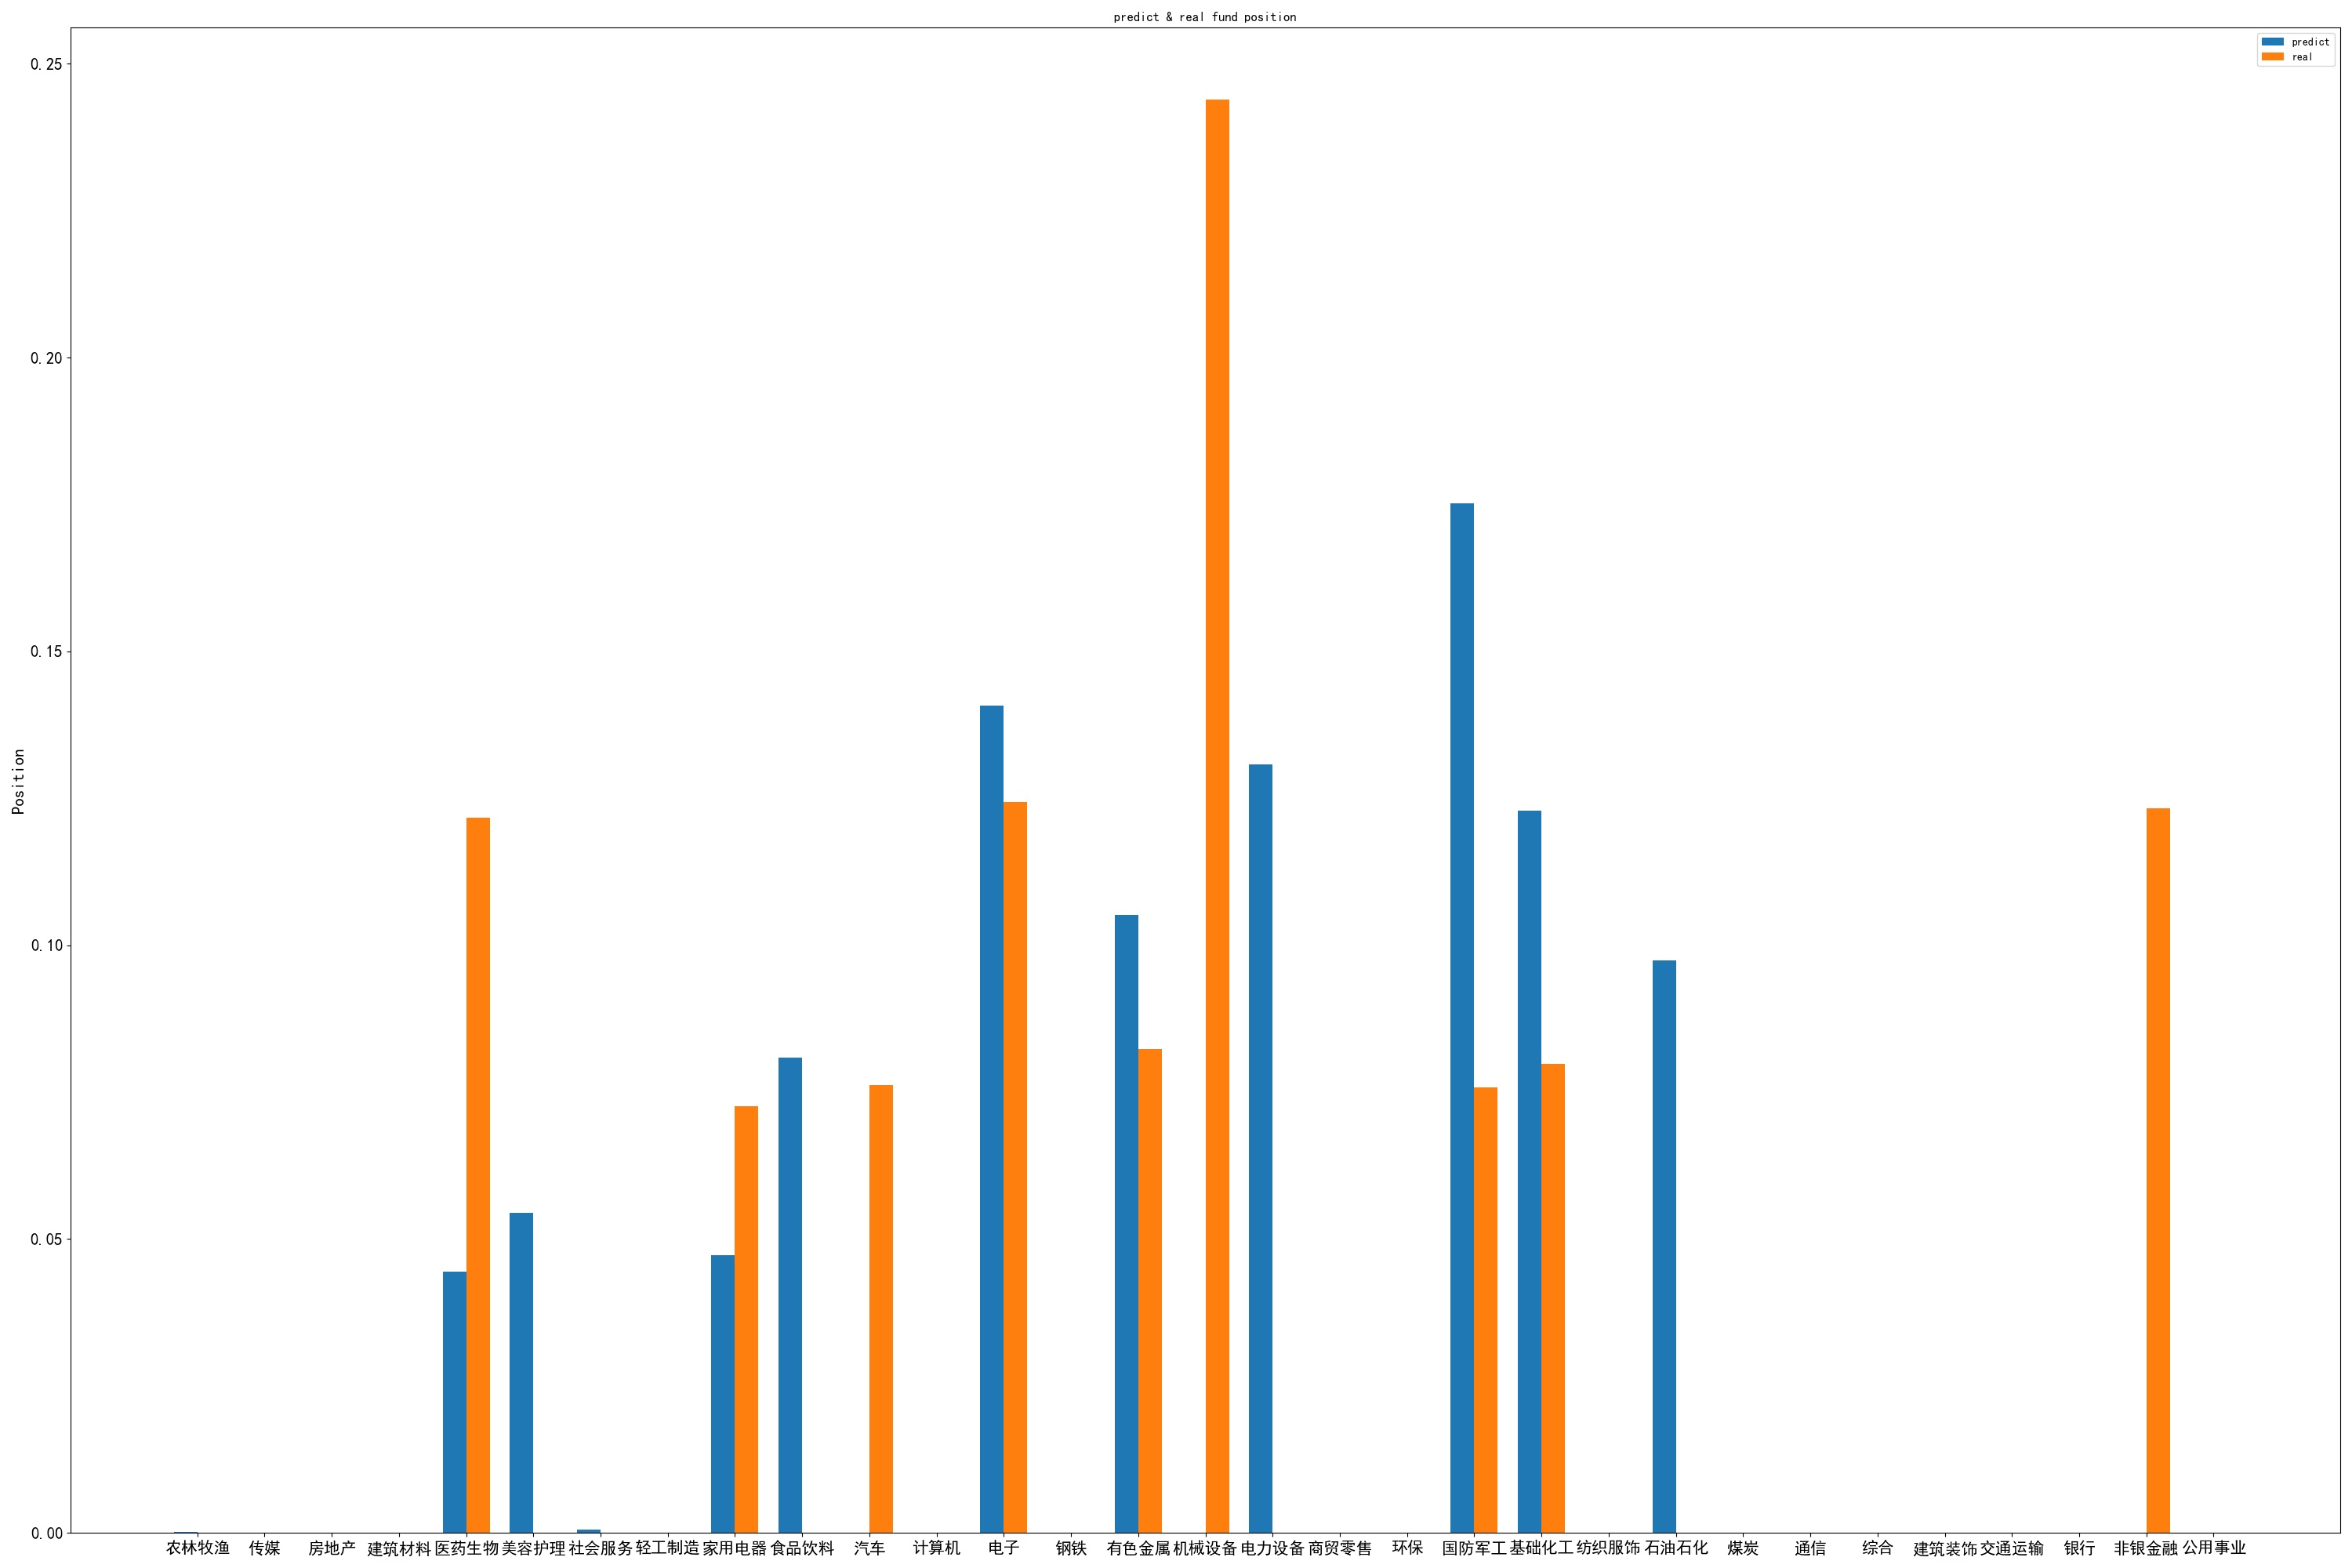 predict & real fund position
predict
real
0.25
0.20
0.15
0.10
0.05
0.00
Position
农林牧渔 传媒 房地产 建筑材料 医药生物 美容护理 社会服务 轻工制造 家用电器 食品饮料 汽车 计算机 电子 钢铁 有色金属 机械设备 电力设备 商贸零售 环保 国防军工 基础化工 纺织服饰 石油石化 煤炭 通信 综合 建筑装饰 交通运输 银行 非银金融 公用事业